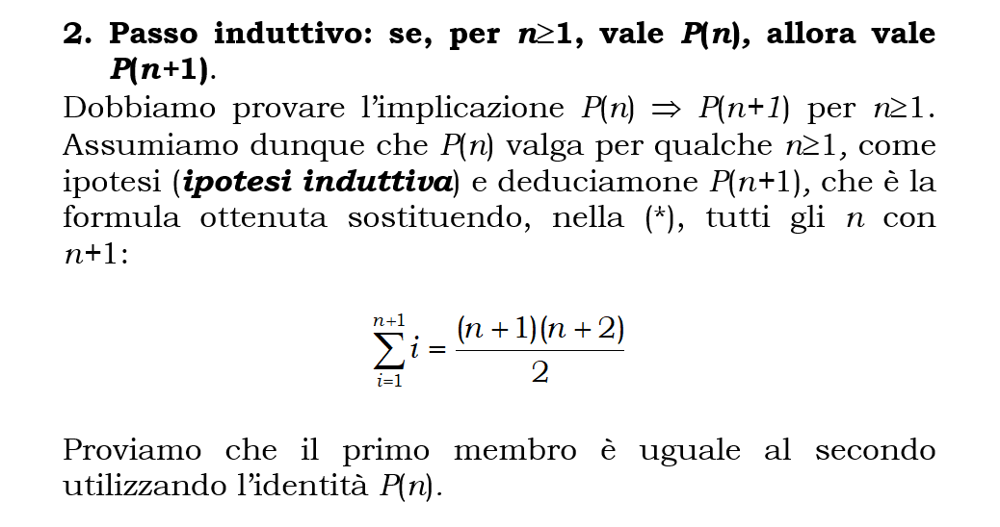 2. Passo induttivo: se, per n≥1, vale P(n), allora vale
P(n+1).
Dobbiamo provare l'implicazione P(n) ⇒ P(n+1) per n≥1.
Assumiamo dunque che P(n) valga per qualche n≥1, come
ipotesi (ipotesi induttiva) e deduciamone P(n+1), che è la
formula ottenuta sostituendo, nella (*), tutti gli n con
n+1:
n+1
∑ i = (n + 1)(n + 2)
i=1
2
Proviamo che il primo membro è uguale al secondo
utilizzando l'identità P(n).